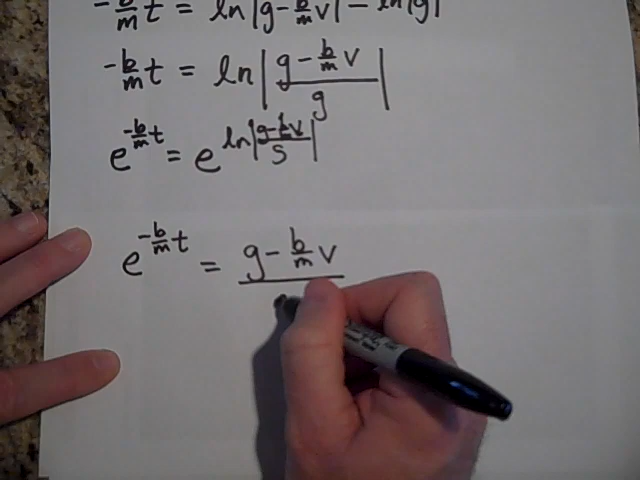 -b/m t = ln|g - b/m v| - ln|g|
-b/m t = ln|(g - b/m v)/g|
e^(-b/m t) = e^(ln|(g - b/m v)/g|)
e^(-b/m t) = g - b/m v